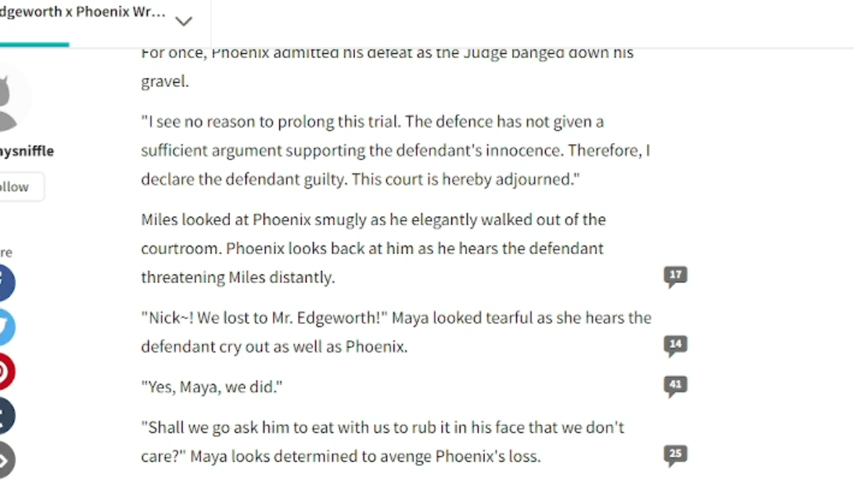 dgeworth x Phoenix Wr...
For once, Phoenix admitted his defeat as the Judge banged down his
gravel.
"I see no reason to prolong this trial. The defence has not given a
sufficient argument supporting the defendant's innocence. Therefore, I
declare the defendant guilty. This court is hereby adjourned."
Miles looked at Phoenix smugly as he elegantly walked out of the
courtroom. Phoenix looks back at him as he hears the defendant
threatening Miles distantly.
17
"Nick~! We lost to Mr. Edgeworth!" Maya looked tearful as she hears the
defendant cry out as well as Phoenix.
14
"Yes, Maya, we did."
41
"Shall we go ask him to eat with us to rub it in his face that we don't
care?" Maya looks determined to avenge Phoenix's loss.
25
ysniffle
ollow
re